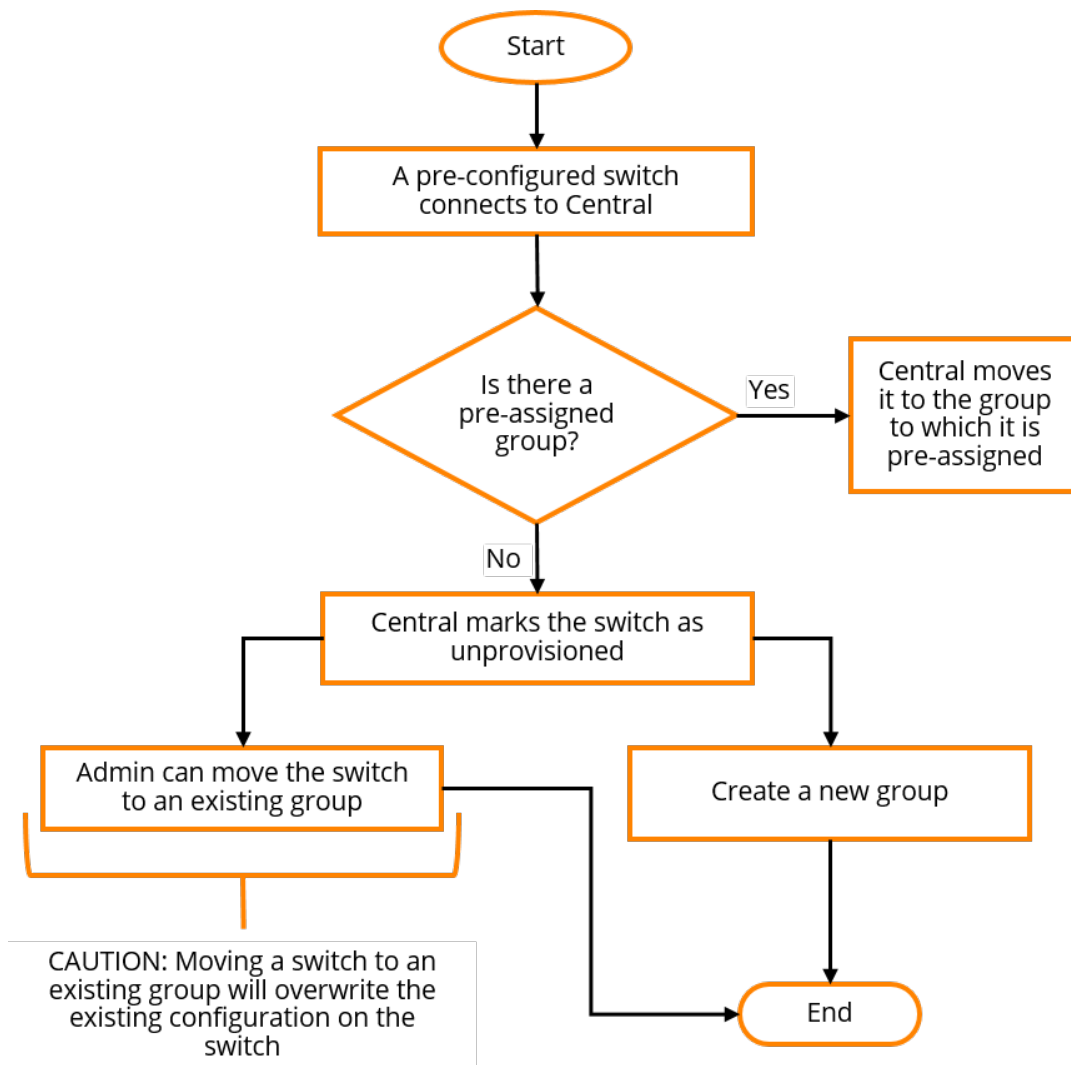 Start
A pre-configured switch
connects to Central
Is there a
pre-assigned
group?
Yes
Central moves
it to the group
to which it is
pre-assigned
No
Central marks the switch as
unprovisioned
Admin can move the switch
to an existing group
Create a new group
CAUTION: Moving a switch to an
existing group will overwrite the
existing configuration on the
switch
End